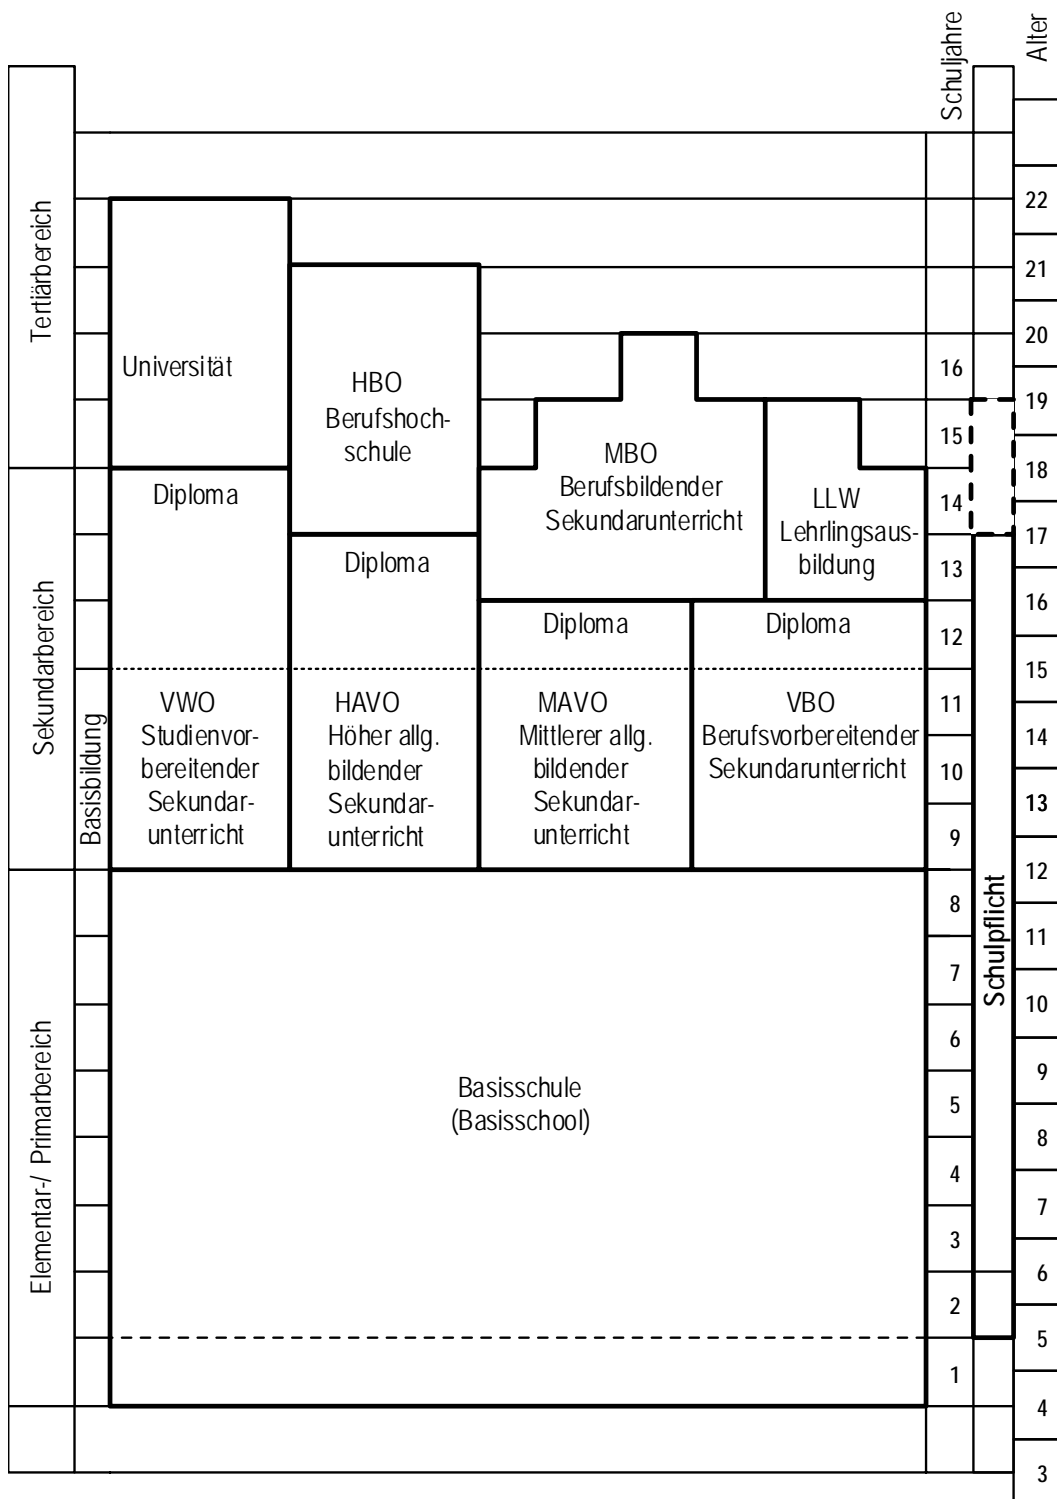 Schuljahre
Alter
Tertiärbereich
Sekundarbereich
Elementar-/ Primarbereich
Basisbildung
Universität
HBO
Berufshoch-
schule
MBO
Berufsbildender
Sekundarunterricht
LLW
Lehrlingsaus-
bildung
Diploma
Diploma
Diploma
Diploma
VWO
Studienvor-
bereitender
Sekundar-
unterricht
HAVO
Höher allg.
bildender
Sekundar-
unterricht
MAVO
Mittlerer allg.
bildender
Sekundar-
unterricht
VBO
Berufsvorbereitender
Sekundarunterricht
Basisschule
(Basisschool)
16
15
14
13
12
11
10
9
8
7
6
5
4
3
2
1
Schulpflicht
22
21
20
19
18
17
16
15
14
13
12
11
10
9
8
7
6
5
4
3